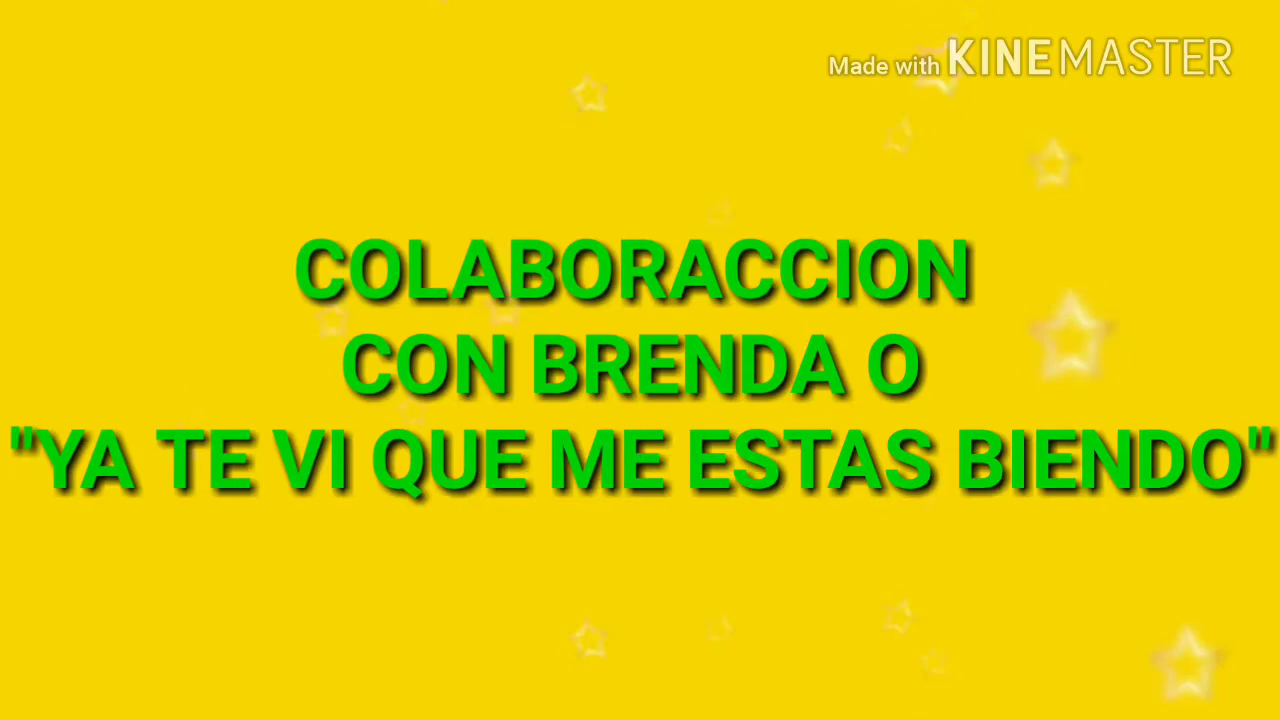 Made with KINEMASTER
COLABORACCION
CON BRENDA O
"YA TE VI QUE ME ESTAS BIENDO"